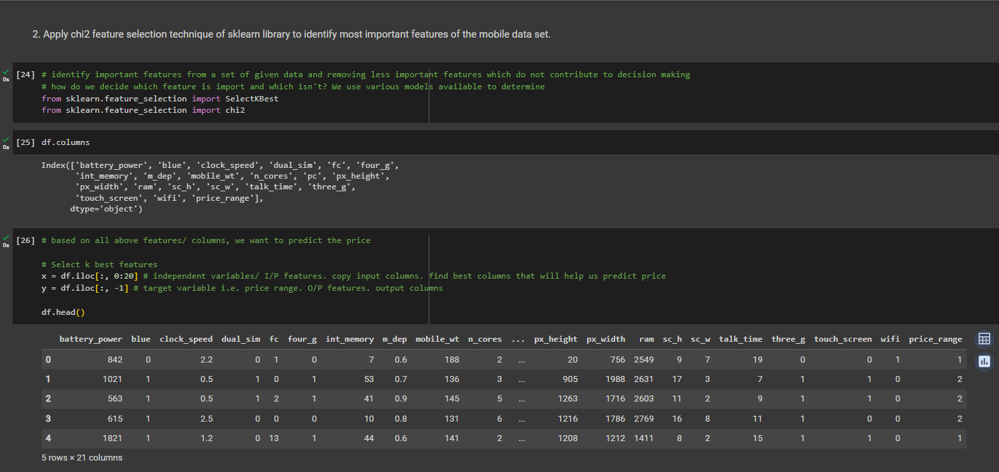 2. Apply chi2 feature selection technique of sklearn library to identify most important features of the mobile data set.
0s
[24] # identify important features from a set of given data and removing less important features which do not contribute to decision making
# how do we decide which feature is import and which isn't? We use various models available to determine
from sklearn.feature_selection import SelectKBest
from sklearn.feature_selection import chi2
0s
[25] df.columns
Index(['battery_power', 'blue', 'clock_speed', 'dual_sim', 'fc', 'four_g',
'int_memory', 'm_dep', 'mobile_wt', 'n_cores', 'pc', 'px_height',
'px_width', 'ram', 'sc_h', 'sc_w', 'talk_time', 'three_g',
'touch_screen', 'wifi', 'price_range'],
dtype='object')
0s
[26] # based on all above features/ columns, we want to predict the price
# Select k best features
x = df.iloc[:, 0:20] # independent variables/ I/P features. copy input columns. find best columns that will help us predict price
y = df.iloc[:, -1] # target variable i.e. price range. O/P features. output columns
df.head()
battery_power blue clock_speed dual_sim fc four_g int_memory m_dep mobile_wt n_cores ... px_height px_width ram sc_h sc_w talk_time three_g touch_screen wifi price_range
0 842 0 2.2 0 1 0 7 0.6 188 2 ... 20 756 2549 9 7 19 0 0 1 1
1 1021 1 0.5 1 0 1 53 0.7 136 3 ... 905 1988 2631 17 3 7 1 1 0 2
2 563 1 0.5 1 2 1 41 0.9 145 5 ... 1263 1716 2603 11 2 9 1 1 0 2
3 615 1 2.5 0 0 0 10 0.8 131 6 ... 1216 1786 2769 16 8 11 1 0 0 2
4 1821 1 1.2 0 13 1 44 0.6 141 2 ... 1208 1212 1411 8 2 15 1 1 0 1
5 rows × 21 columns